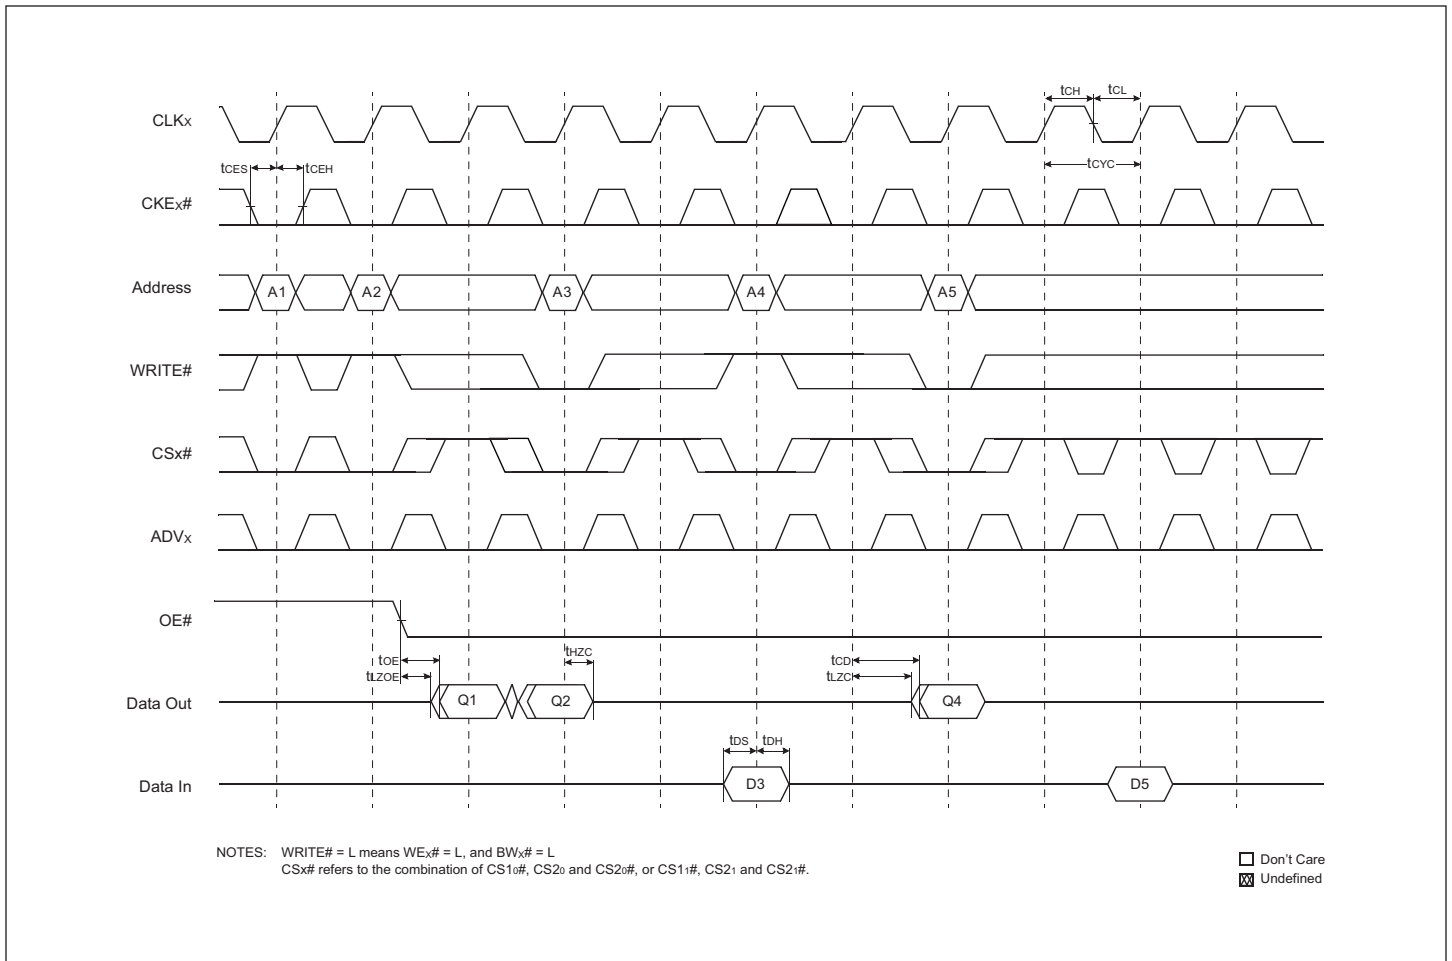 tCH tCL
CLKx
tCES tCEH tCYC
CKEx#
Address A1 A2 A3 A4 A5
WRITE#
CSx#
ADVx
OE#
tOE tHZC tCD
tLZOE tLZC
Data Out Q1 Q2 Q4
tDS tDH
Data In D3 D5
NOTES: WRITE# = L means WEx# = L, and BWx# = L
CSx# refers to the combination of CS10#, CS20 and CS20#, or CS11#, CS21 and CS21#.
Don't Care
Undefined